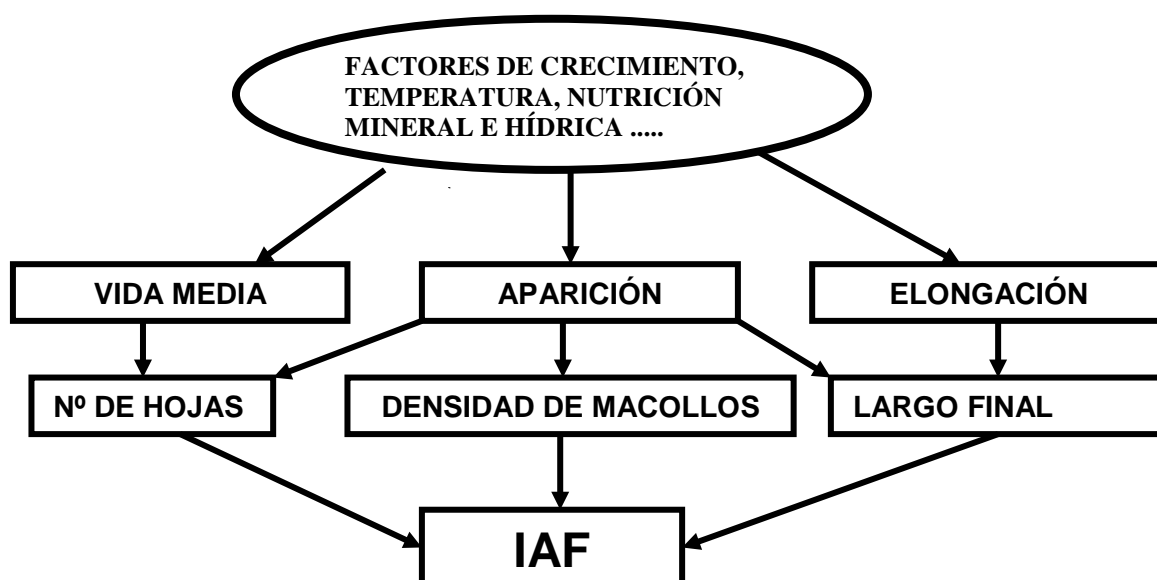 FACTORES DE CRECIMIENTO,
TEMPERATURA, NUTRICIÓN
MINERAL E HÍDRICA .....
VIDA MEDIA
APARICIÓN
ELONGACIÓN
Nº DE HOJAS
DENSIDAD DE MACOLLOS
LARGO FINAL
IAF